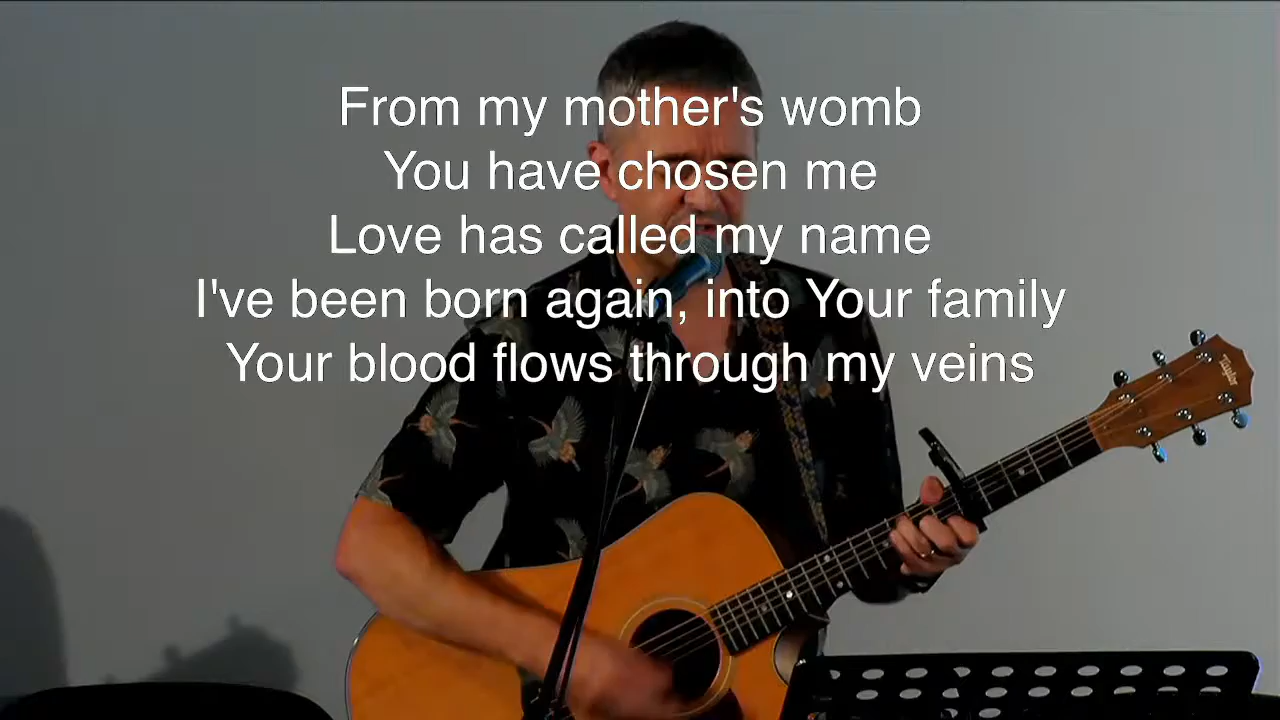 From my mother's womb
You have chosen me
Love has called my name
I've been born again, into Your family
Your blood flows through my veins
Taylor